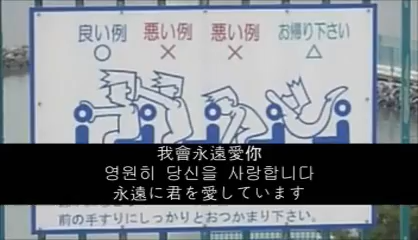 良い例 悪い例 悪い例 お帰り下さい
○ × × △
我會永遠愛你
영원히 당신을 사랑합니다
永遠に君を愛しています
前の手すりにしっかりとおつかまり下さい。